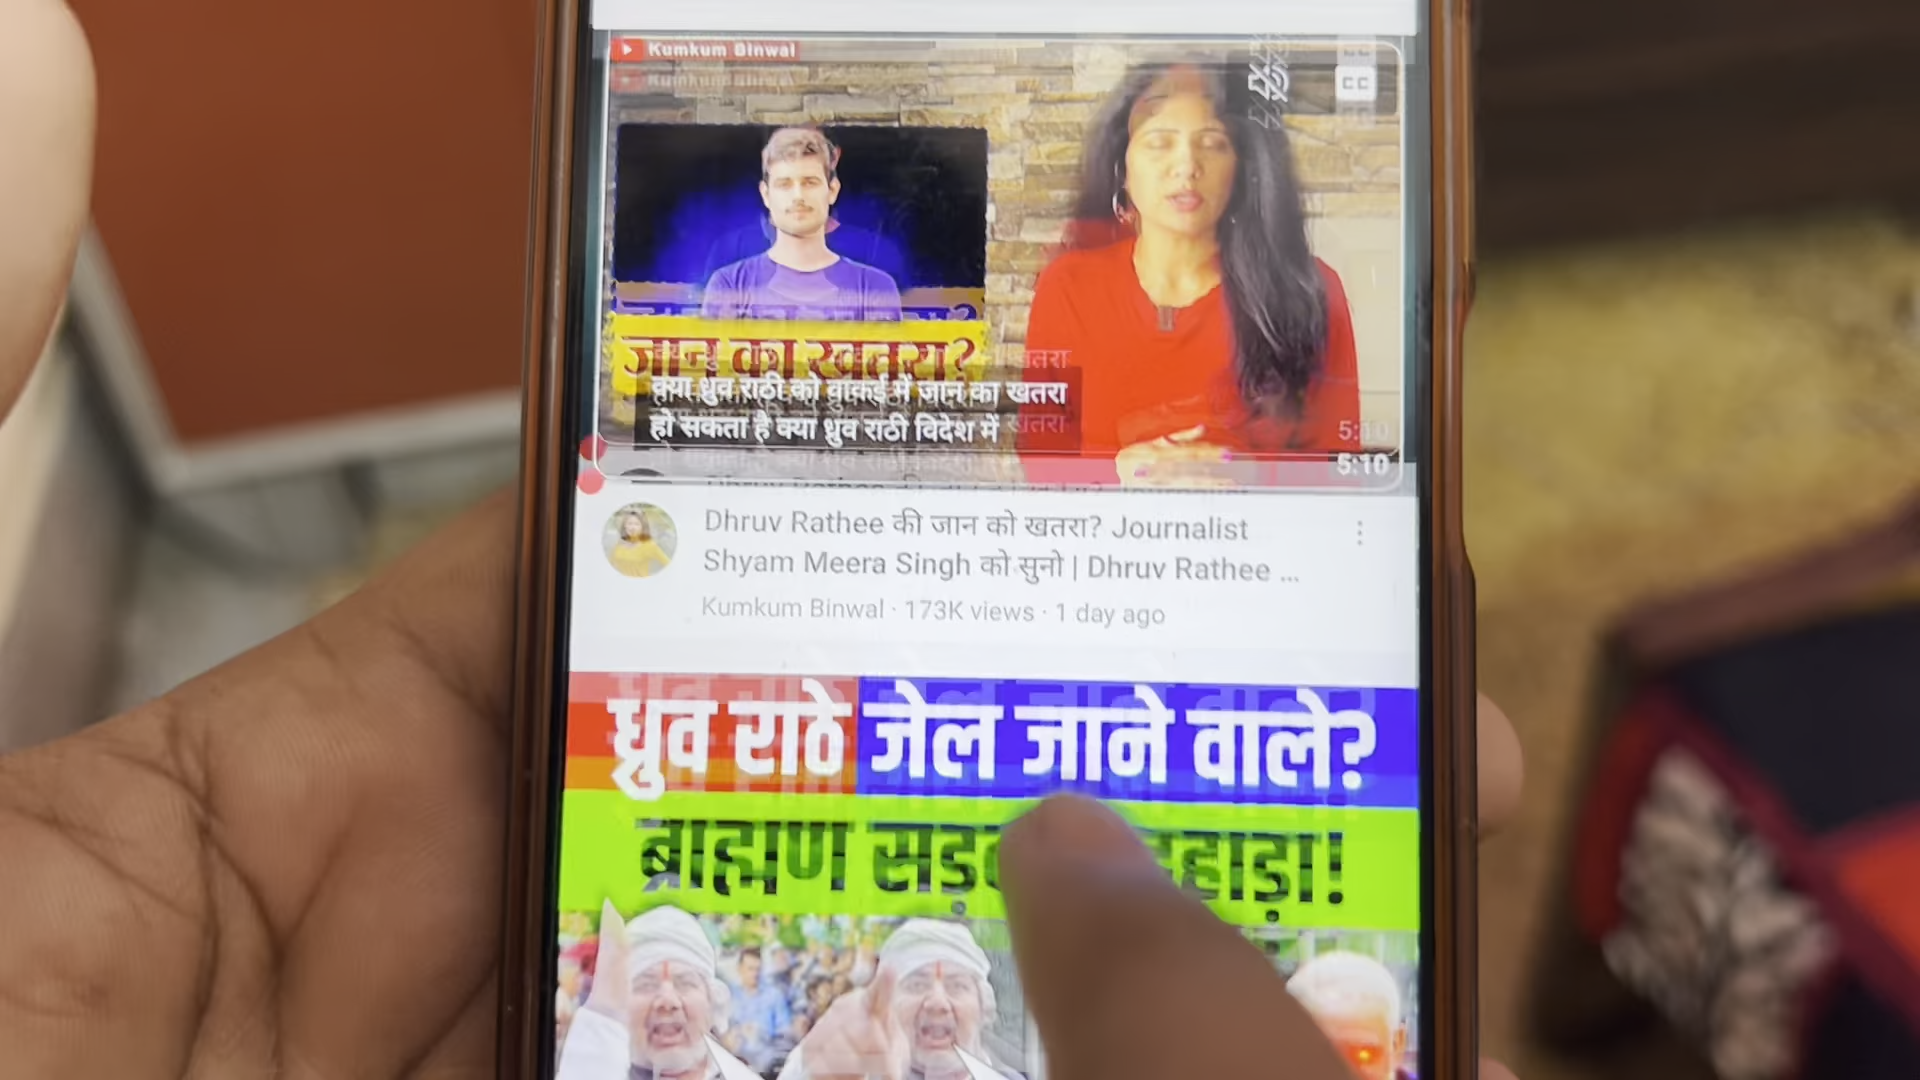 Kumkum Binwal
जान का खतरा?
क्या ध्रुव राठी को वाकई में जान का खतरा
हो सकता है क्या ध्रुव राठी विदेश में
5:10
Dhruv Rathee की जान को खतरा? Journalist
Shyam Meera Singh को सुनो | Dhruv Rathee ...
Kumkum Binwal · 173K views · 1 day ago
ध्रुव राठे जेल जाने वाले?
ब्राह्मण